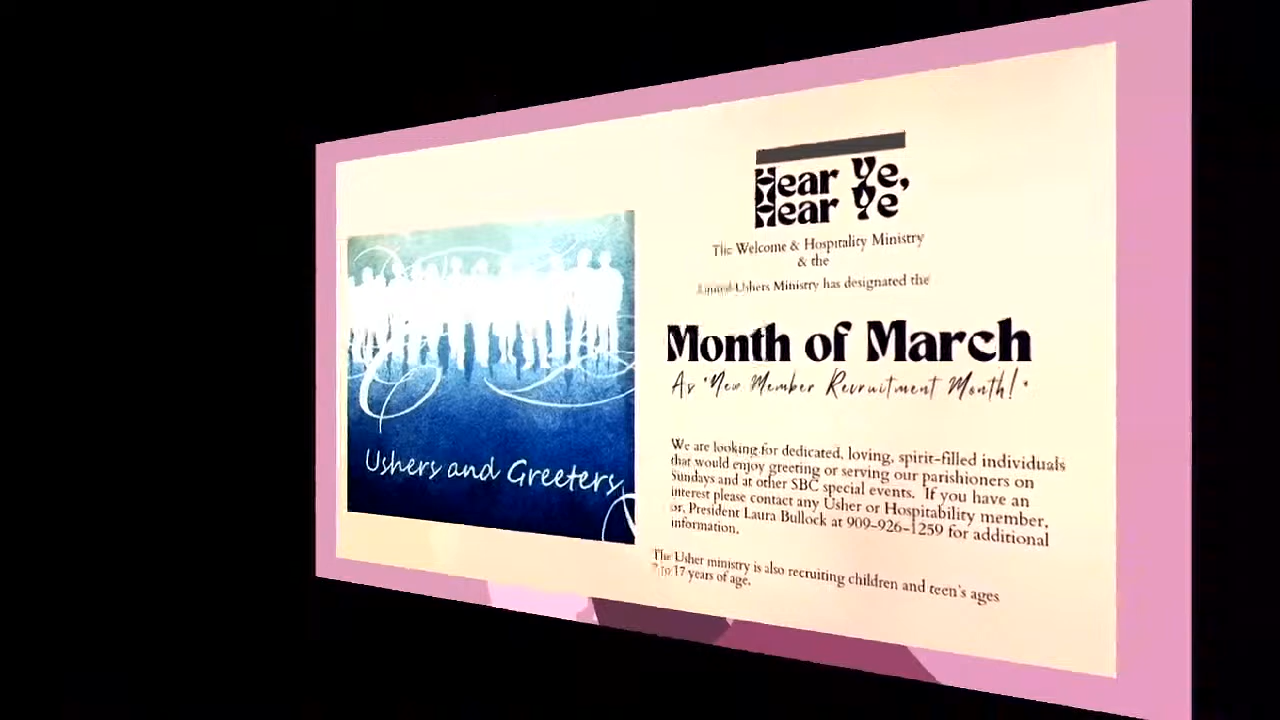 Hear Ye,
Hear Ye
The Welcome & Hospitality Ministry
& the
Ushers Ministry has designated the
Month of March
As "New Member Recruitment Month!"
Ushers and Greeters
We are looking for dedicated, loving, spirit-filled individuals
that would enjoy greeting or serving our parishioners on
Sundays and at other SBC special events. If you have an
interest please contact any Usher or Hospitability member,
or, President Laura Bullock at 909-926-1259 for additional
information.
The Usher ministry is also recruiting children and teen's ages
to 17 years of age.